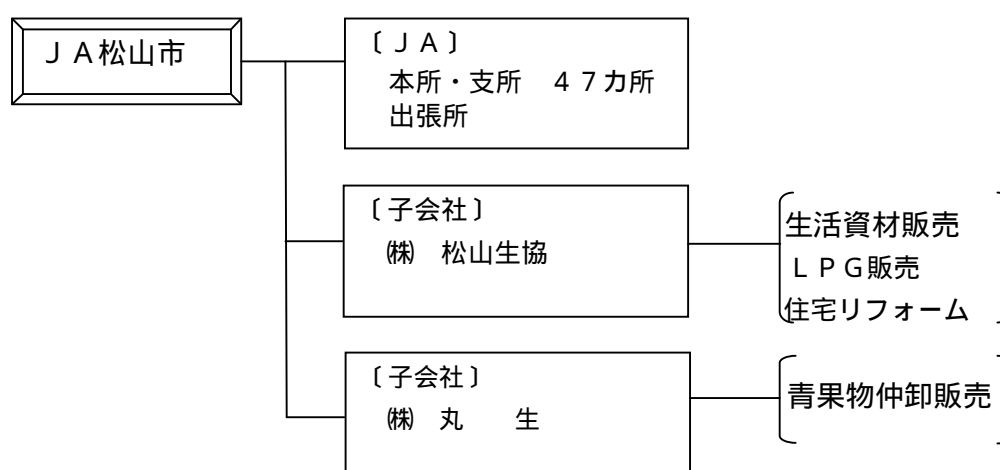 ＪＡ松山市
〔ＪＡ〕
本所・支所　４７カ所
出張所
〔子会社〕
㈱　松山生協
生活資材販売
ＬＰＧ販売
住宅リフォーム
〔子会社〕
㈱　丸　　生
青果物仲卸販売